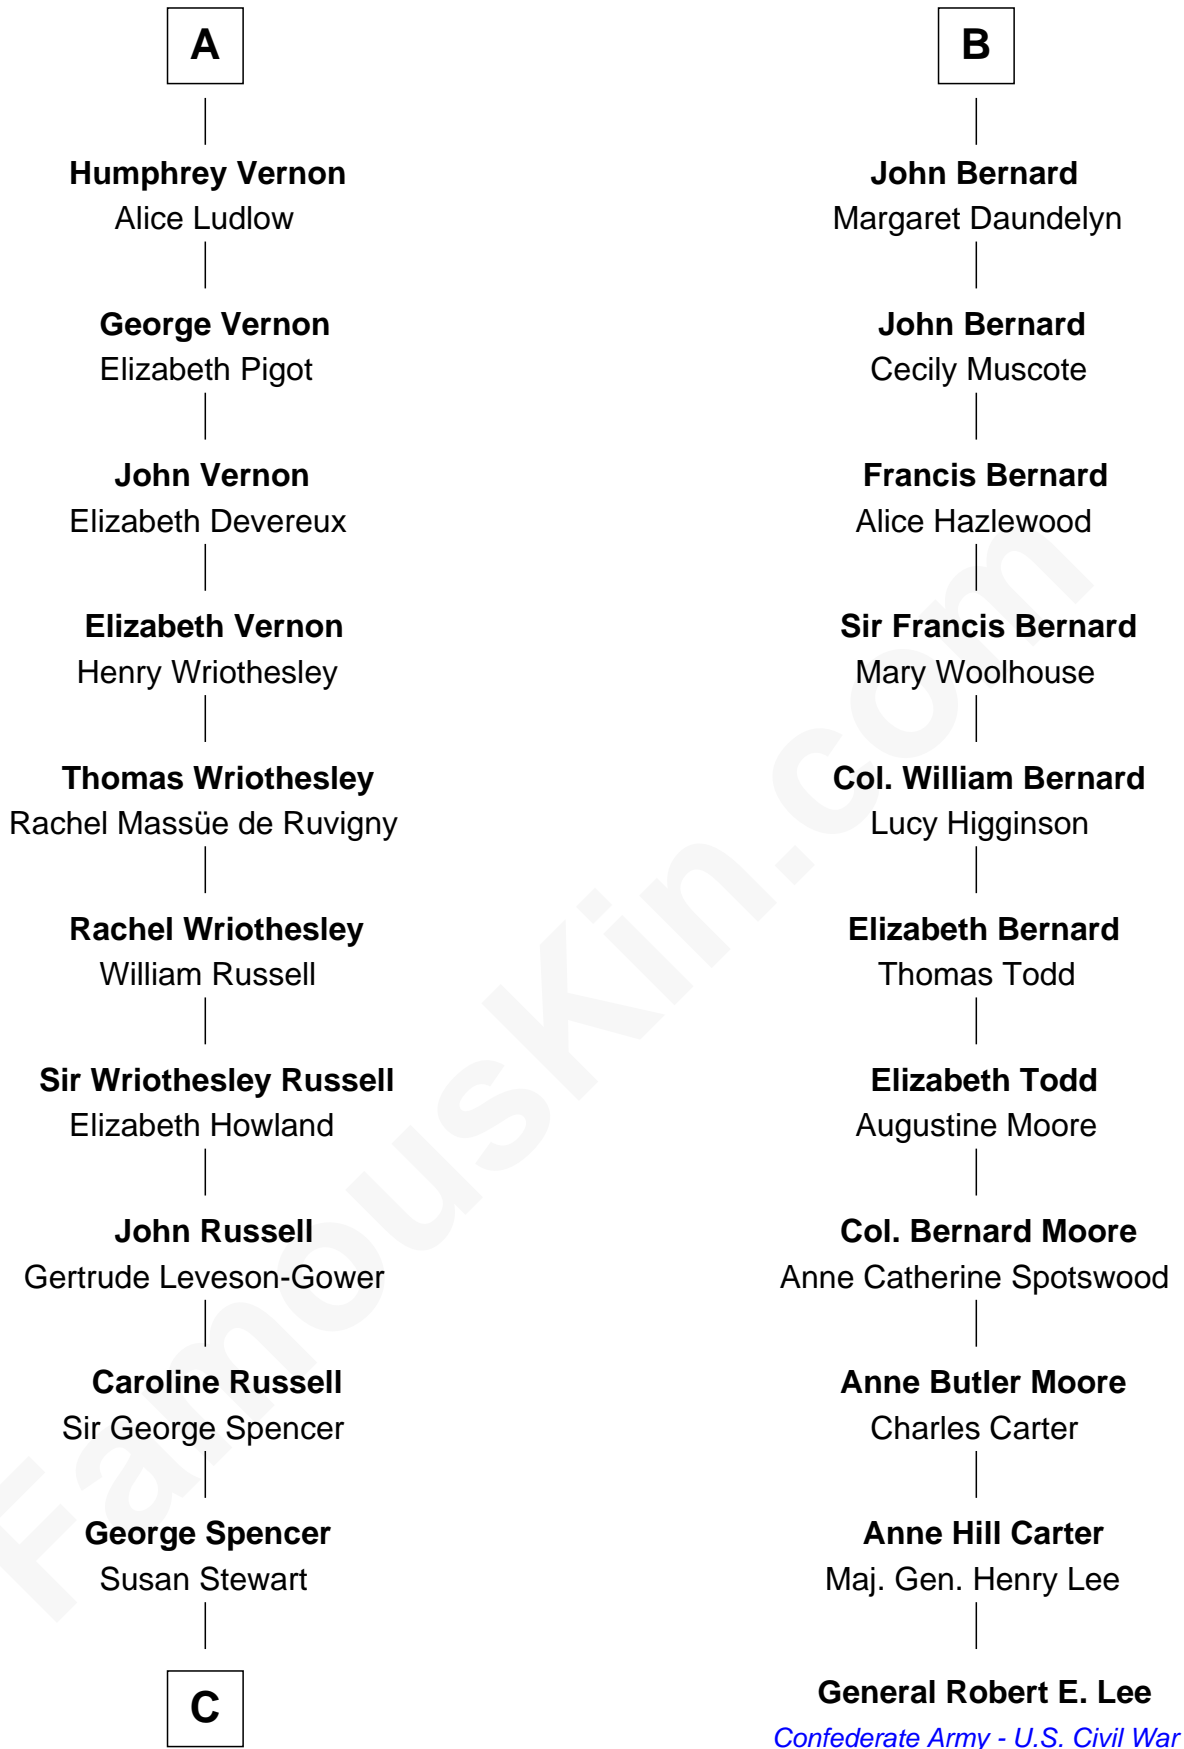 A
Humphrey Vernon
Alice Ludlow
George Vernon
Elizabeth Pigot
John Vernon
Elizabeth Devereux
Elizabeth Vernon
Henry Wriothesley
Thomas Wriothesley
Rachel Massüe de Ruvigny
Rachel Wriothesley
William Russell
Sir Wriothesley Russell
Elizabeth Howland
John Russell
Gertrude Leveson-Gower
Caroline Russell
Sir George Spencer
George Spencer
Susan Stewart
C
B
John Bernard
Margaret Daundelyn
John Bernard
Cecily Muscote
Francis Bernard
Alice Hazlewood
Sir Francis Bernard
Mary Woolhouse
Col. William Bernard
Lucy Higginson
Elizabeth Bernard
Thomas Todd
Elizabeth Todd
Augustine Moore
Col. Bernard Moore
Anne Catherine Spotswood
Anne Butler Moore
Charles Carter
Anne Hill Carter
Maj. Gen. Henry Lee
General Robert E. Lee
Confederate Army - U.S. Civil War
FamousKin.com